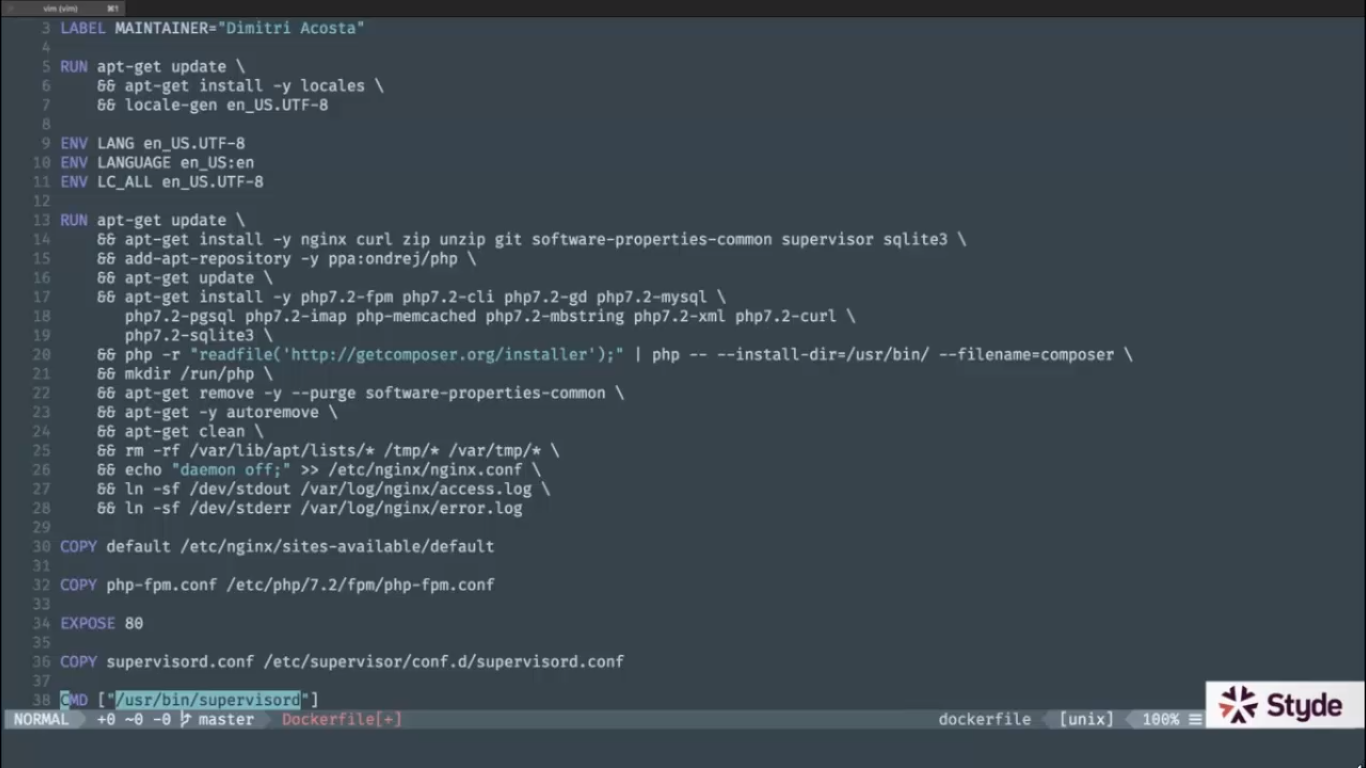 vim (vim) ⌘1
3 LABEL MAINTAINER="Dimitri Acosta"
4
5 RUN apt-get update \
6     && apt-get install -y locales \
7     && locale-gen en_US.UTF-8
8
9 ENV LANG en_US.UTF-8
10 ENV LANGUAGE en_US:en
11 ENV LC_ALL en_US.UTF-8
12
13 RUN apt-get update \
14     && apt-get install -y nginx curl zip unzip git software-properties-common supervisor sqlite3 \
15     && add-apt-repository -y ppa:ondrej/php \
16     && apt-get update \
17     && apt-get install -y php7.2-fpm php7.2-cli php7.2-gd php7.2-mysql \
18        php7.2-pgsql php7.2-imap php-memcached php7.2-mbstring php7.2-xml php7.2-curl \
19        php7.2-sqlite3 \
20     && php -r "readfile('http://getcomposer.org/installer');" | php -- --install-dir=/usr/bin/ --filename=composer \
21     && mkdir /run/php \
22     && apt-get remove -y --purge software-properties-common \
23     && apt-get -y autoremove \
24     && apt-get clean \
25     && rm -rf /var/lib/apt/lists/* /tmp/* /var/tmp/* \
26     && echo "daemon off;" >> /etc/nginx/nginx.conf \
27     && ln -sf /dev/stdout /var/log/nginx/access.log \
28     && ln -sf /dev/stderr /var/log/nginx/error.log
29
30 COPY default /etc/nginx/sites-available/default
31
32 COPY php-fpm.conf /etc/php/7.2/fpm/php-fpm.conf
33
34 EXPOSE 80
35
36 COPY supervisord.conf /etc/supervisor/conf.d/supervisord.conf
37
38 CMD ["/usr/bin/supervisord"]
NORMAL +0 ~0 -0 master Dockerfile[+] dockerfile [unix] 100% ☰
Styde